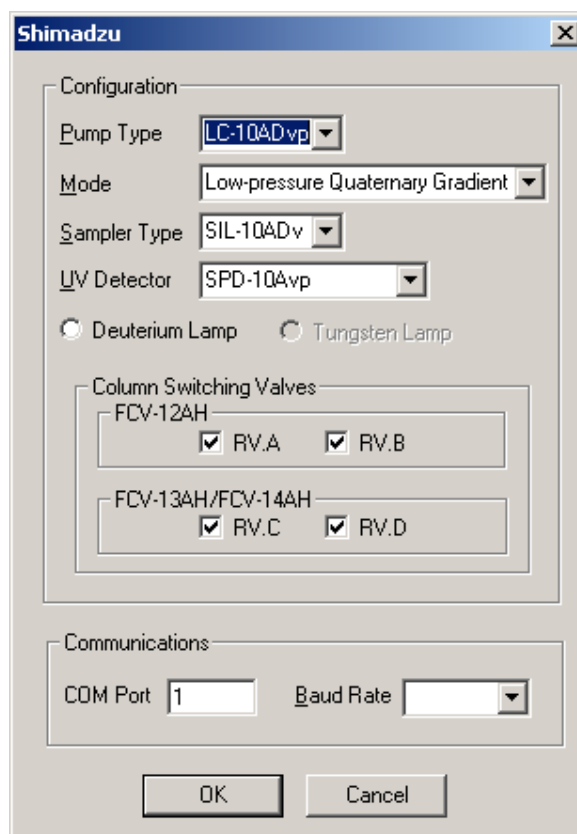 Shimadzu
Configuration
Pump Type LC-10ADvp
Mode Low-pressure Quaternary Gradient
Sampler Type SIL-10ADv
UV Detector SPD-10Avp
Deuterium Lamp Tungsten Lamp
Column Switching Valves
FCV-12AH
RV.A RV.B
FCV-13AH/FCV-14AH
RV.C RV.D
Communications
COM Port 1 Baud Rate
OK Cancel